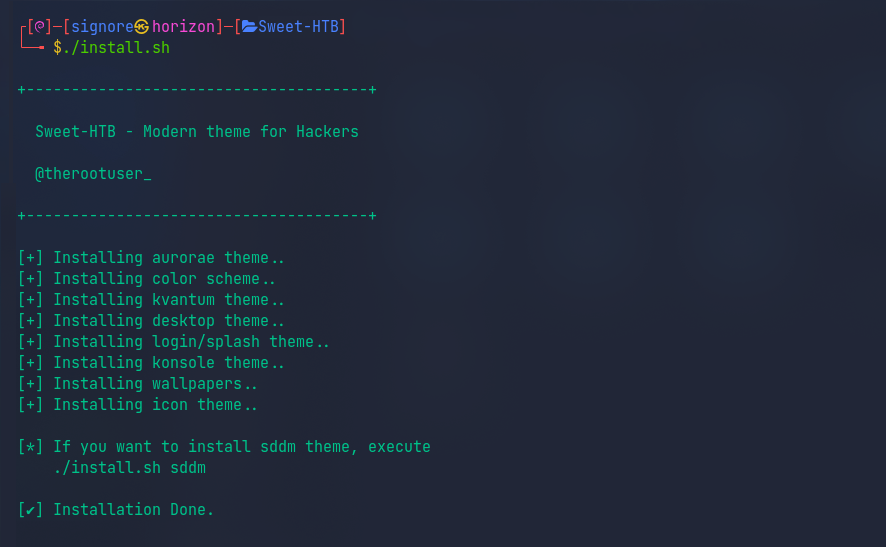 ┌[]─[signore㉿horizon]─[Sweet-HTB]
└─╼ $./install.sh
+--------------------------------------+
Sweet-HTB - Modern theme for Hackers
@therootuser_
+--------------------------------------+
[+] Installing aurorae theme..
[+] Installing color scheme..
[+] Installing kvantum theme..
[+] Installing desktop theme..
[+] Installing login/splash theme..
[+] Installing konsole theme..
[+] Installing wallpapers..
[+] Installing icon theme..
[*] If you want to install sddm theme, execute
./install.sh sddm
[✔] Installation Done.